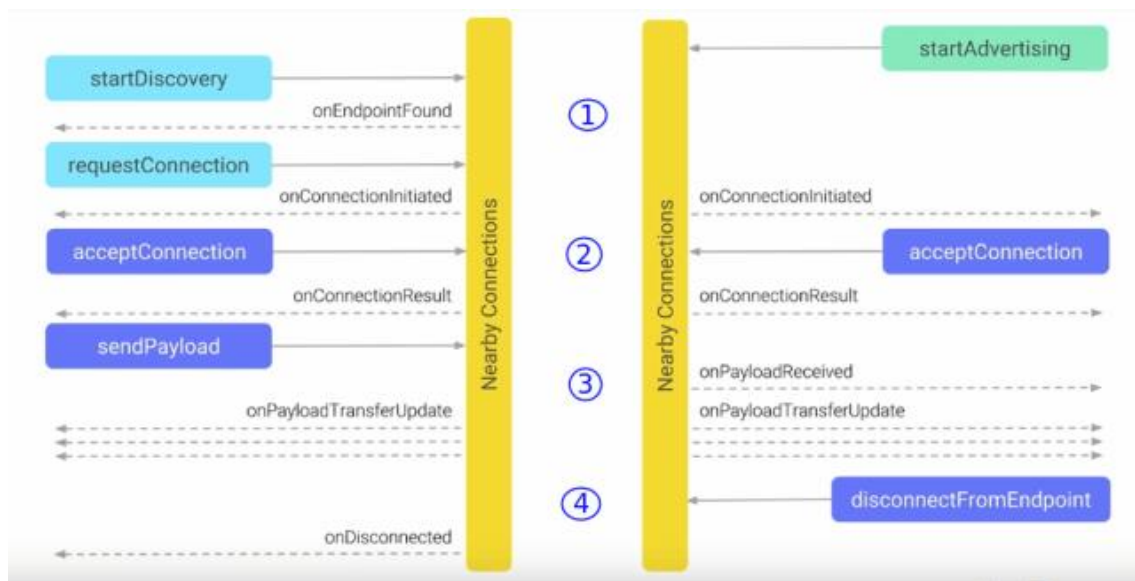 startAdvertising
startDiscovery
onEndpointFound
①
requestConnection
onConnectionInitiated
onConnectionInitiated
acceptConnection
②
acceptConnection
onConnectionResult
onConnectionResult
sendPayload
Nearby Connections
Nearby Connections
③
onPayloadReceived
onPayloadTransferUpdate
onPayloadTransferUpdate
④
disconnectFromEndpoint
onDisconnected